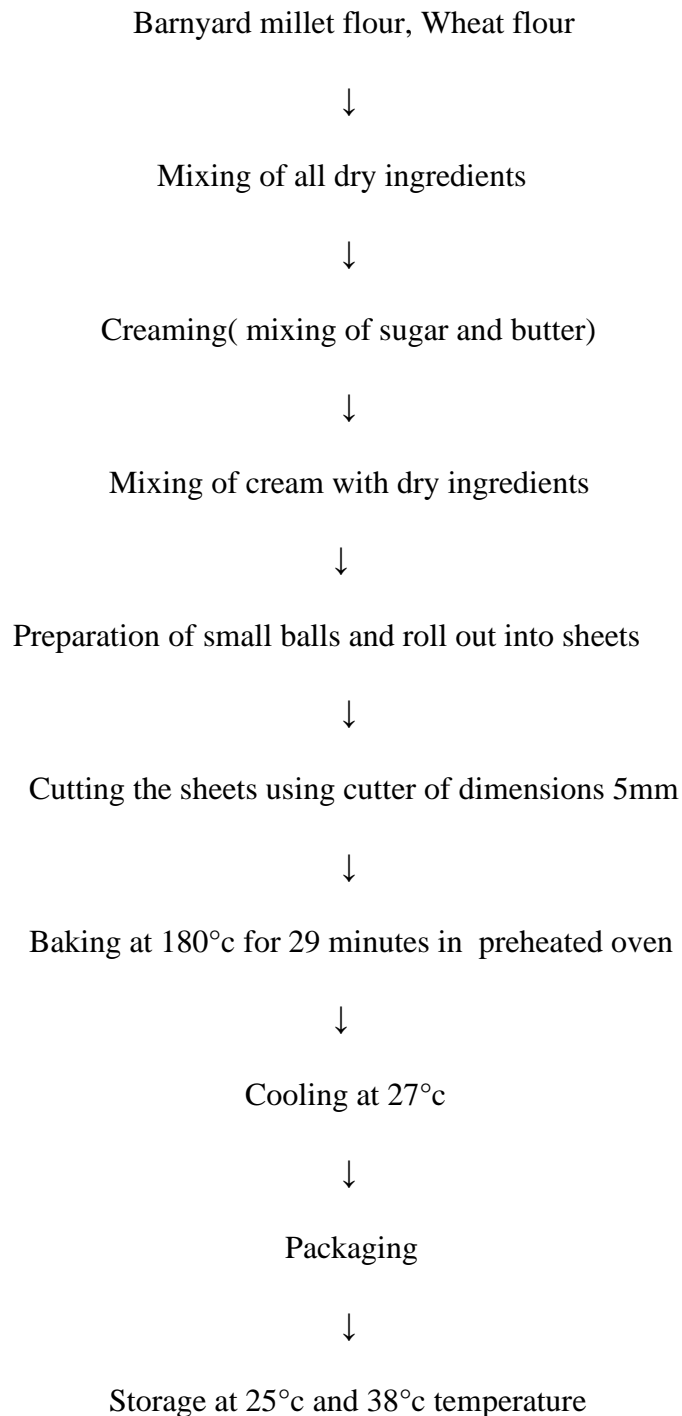 Barnyard millet flour, Wheat flour
↓
Mixing of all dry ingredients
↓
Creaming( mixing of sugar and butter)
↓
Mixing of cream with dry ingredients
↓
Preparation of small balls and roll out into sheets
↓
Cutting the sheets using cutter of dimensions 5mm
↓
Baking at 180°c for 29 minutes in  preheated oven
↓
Cooling at 27°c
↓
Packaging
↓
Storage at 25°c and 38°c temperature